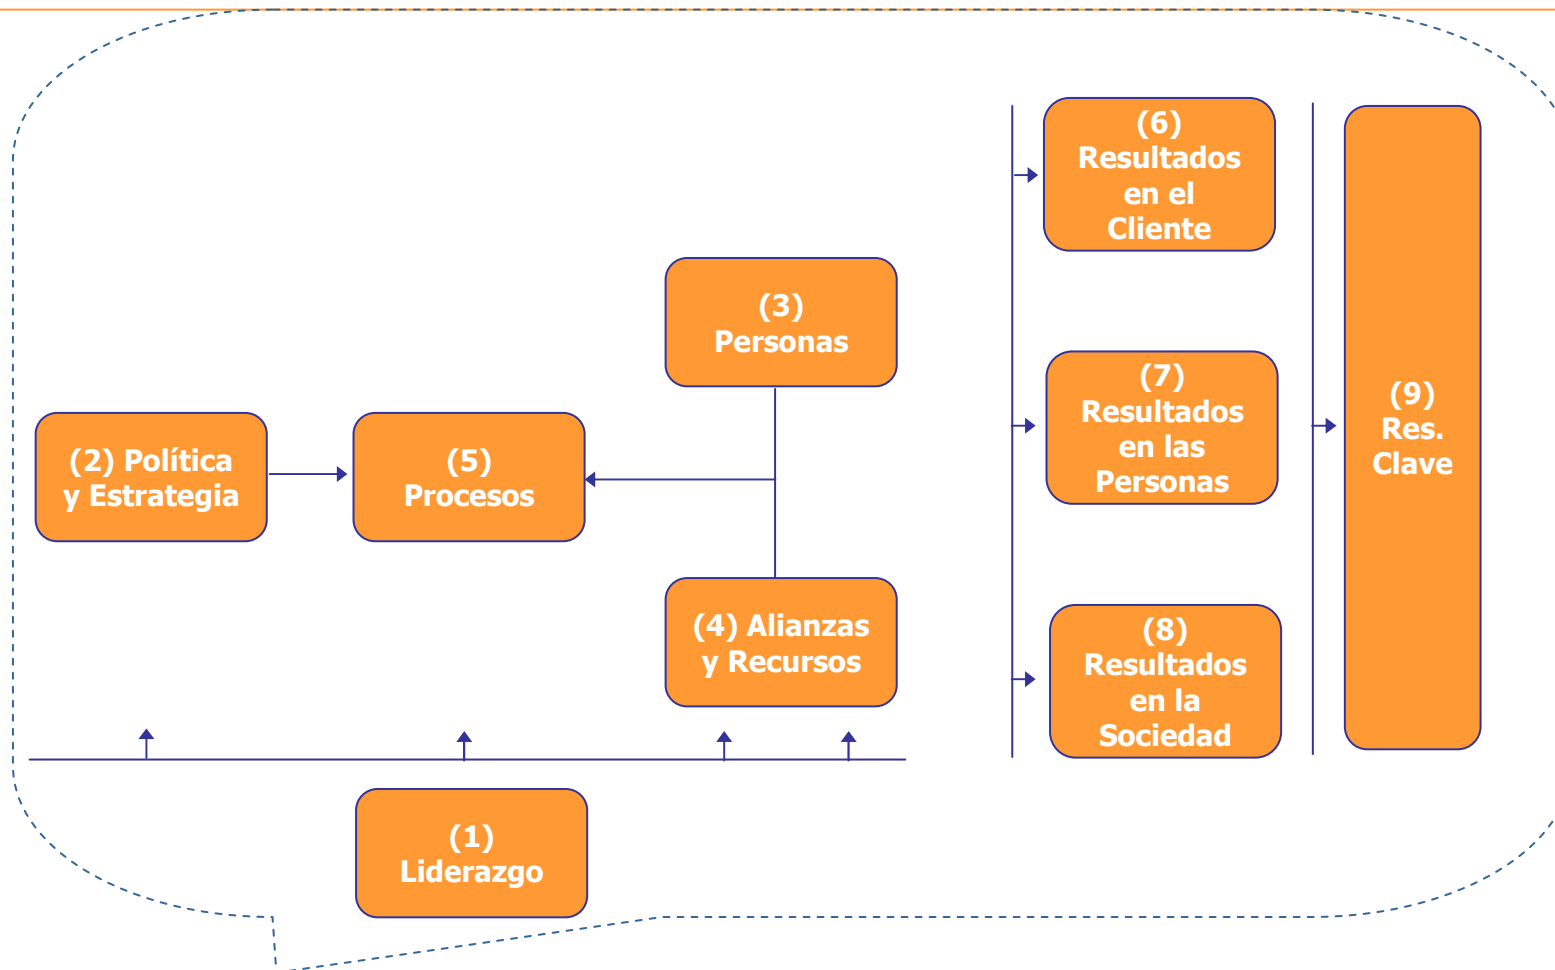 (6)
Resultados
en el
Cliente
(3)
Personas
(7)
Resultados
en las
Personas
(9)
Res.
Clave
(2) Política
y Estrategia
(5)
Procesos
(4) Alianzas
y Recursos
(8)
Resultados
en la
Sociedad
(1)
Liderazgo